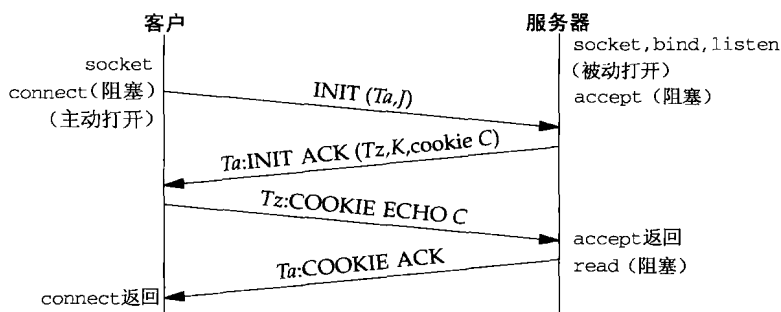 客户
服务器
socket
connect(阻塞)
(主动打开)
socket,bind,listen
(被动打开)
accept (阻塞)
INIT (Ta,J)
Ta:INIT ACK (Tz,K,cookie C)
Tz:COOKIE ECHO C
accept返回
read (阻塞)
Ta:COOKIE ACK
connect返回